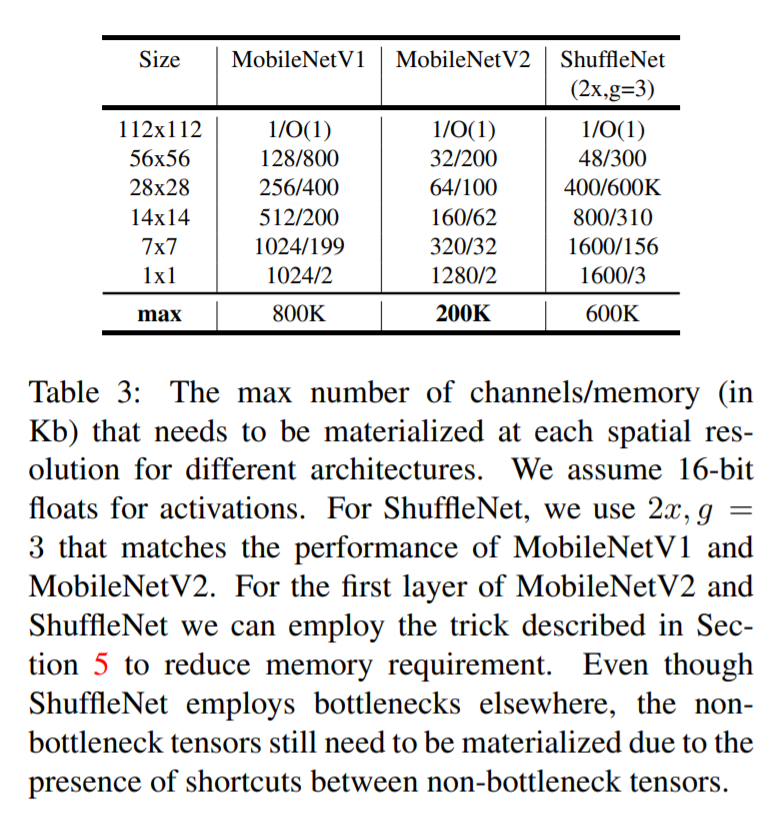 Size MobileNetV1 MobileNetV2 ShuffleNet
(2x,g=3)
112x112 1/O(1) 1/O(1) 1/O(1)
56x56 128/800 32/200 48/300
28x28 256/400 64/100 400/600K
14x14 512/200 160/62 800/310
7x7 1024/199 320/32 1600/156
1x1 1024/2 1280/2 1600/3
max 800K 200K 600K
Table 3: The max number of channels/memory (in
Kb) that needs to be materialized at each spatial res-
olution for different architectures. We assume 16-bit
floats for activations. For ShuffleNet, we use 2x, g =
3 that matches the performance of MobileNetV1 and
MobileNetV2. For the first layer of MobileNetV2 and
ShuffleNet we can employ the trick described in Sec-
tion 5 to reduce memory requirement. Even though
ShuffleNet employs bottlenecks elsewhere, the non-
bottleneck tensors still need to be materialized due to the
presence of shortcuts between non-bottleneck tensors.